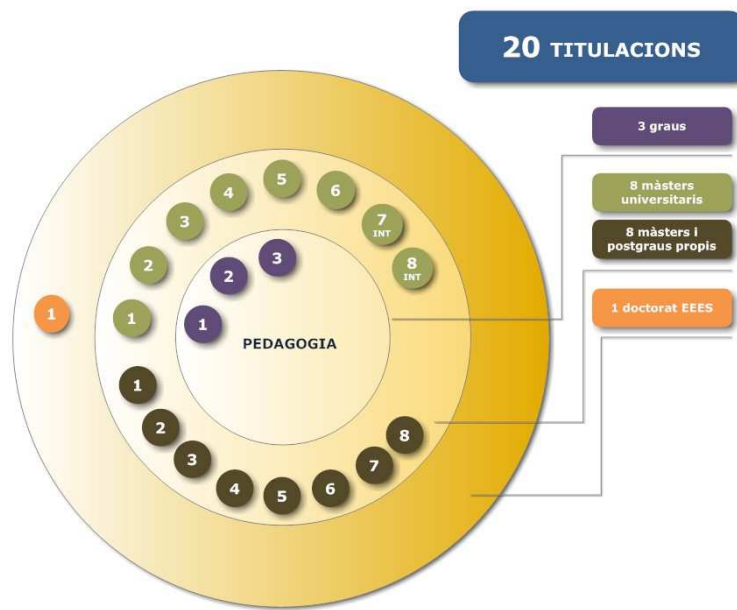 20 TITULACIONS
3 graus
8 màsters
universitaris
8 màsters i
postgraus propis
1 doctorat EEES
5
4
6
3
7
INT
2
8
INT
1
3
2
1
1
PEDAGOGIA
1
2
3
4
5
6
7
8